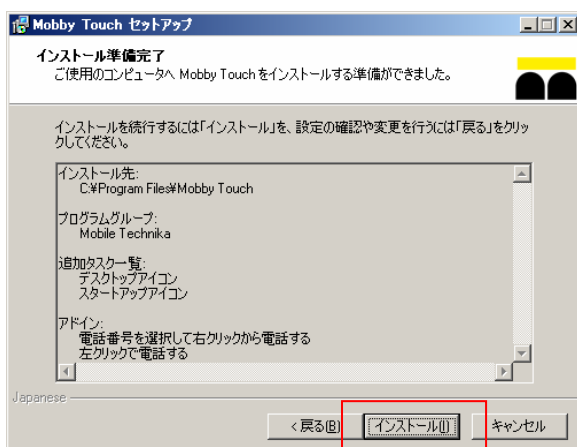 Mobby Touch セットアップ
インストール準備完了
ご使用のコンピュータへ Mobby Touch をインストールする準備ができました。
インストールを続行するには「インストール」を、設定の確認や変更を行うには「戻る」をクリッ
クしてください。
インストール先:
C:¥Program Files¥Mobby Touch
プログラムグループ:
Mobile Technika
追加タスク一覧:
デスクトップアイコン
スタートアップアイコン
アドイン:
電話番号を選択して右クリックから電話する
左クリックで電話する
Japanese
< 戻る(B)
インストール(I)
キャンセル